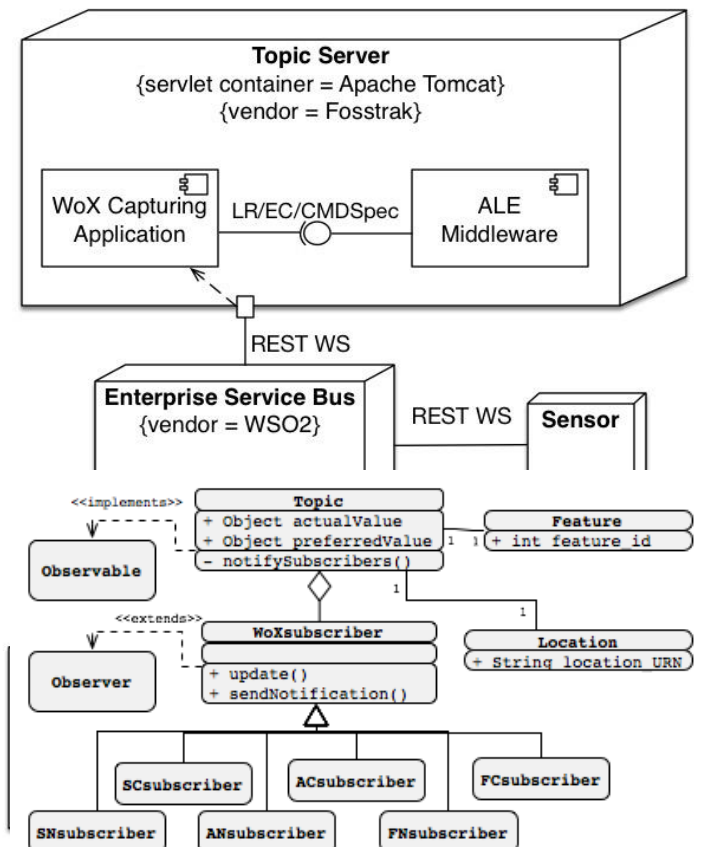 Topic Server
{servlet container = Apache Tomcat}
{vendor = Fosstrak}
WoX Capturing
Application
LR/EC/CMDSpec
ALE
Middleware
REST WS
Enterprise Service Bus
{vendor = WSO2}
REST WS
Sensor
<<implements>>
Topic
+ Object actualValue
+ Object preferredValue
- notifySubscribers()
Observable
1
1
Feature
+ int feature_id
1
1
Location
+ String location_URN
<<extends>>
WoXsubscriber
+ update()
+ sendNotification()
Observer
SCsubscriber
ACsubscriber
FCsubscriber
SNsubscriber
ANsubscriber
FNsubscriber